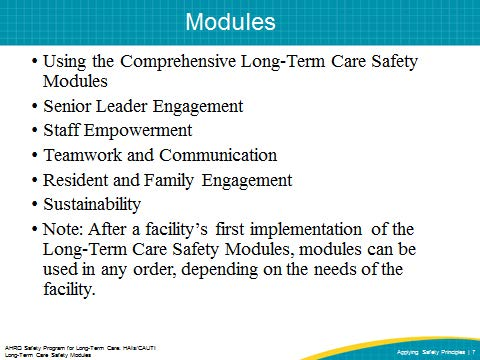 Modules
• Using the Comprehensive Long-Term Care Safety
Modules
• Senior Leader Engagement
• Staff Empowerment
• Teamwork and Communication
• Resident and Family Engagement
• Sustainability
• Note: After a facility’s first implementation of the
Long-Term Care Safety Modules, modules can be
used in any order, depending on the needs of the
facility.
AHRQ Safety Program for Long-Term Care: HAIs/CAUTI
Long-Term Care Safety Modules
Applying Safety Principles | 7